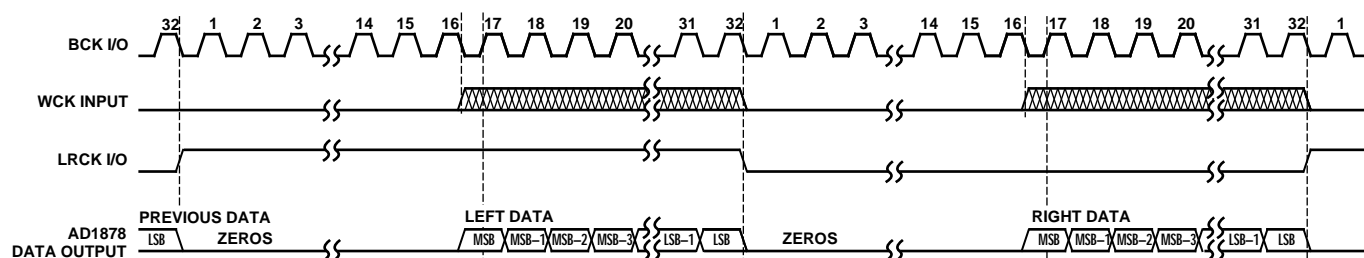 32 1 2 3 14 15 16 17 18 19 20 31 32 1 2 3 14 15 16 17 18 19 20 31 32 1
BCK I/O
WCK INPUT
LRCK I/O
PREVIOUS DATA LEFT DATA RIGHT DATA
AD1878
DATA OUTPUT
LSB ZEROS MSB MSB–1 MSB–2 MSB–3 LSB–1 LSB ZEROS MSB MSB–1 MSB–2 MSB–3 LSB–1 LSB